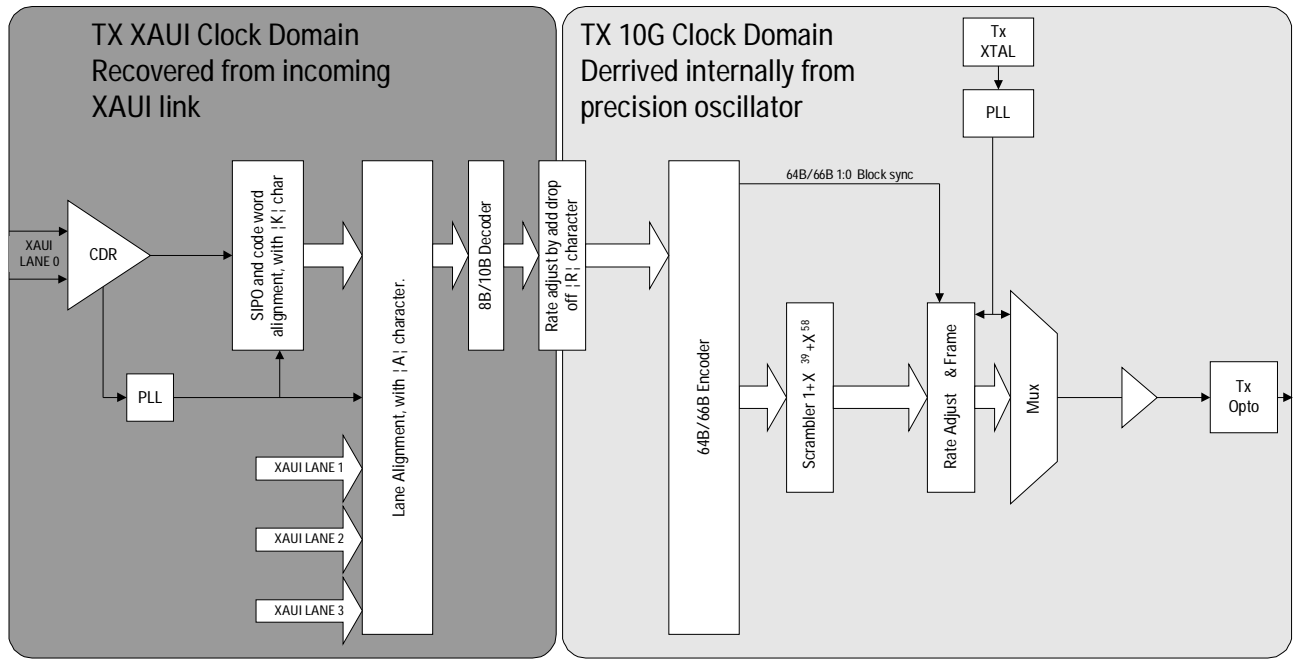 TX XAUI Clock Domain
Recovered from incoming
XAUI link
TX 10G Clock Domain
Derrived internally from
precision oscillator
Tx
XTAL
PLL
XAUI
LANE 0
CDR
SIPO and code word
alignment, with ¦K¦ char
PLL
XAUI LANE 1
XAUI LANE 2
XAUI LANE 3
Lane Alignment, with ¦A¦ character.
8B/10B Decoder
Rate adjust by add drop
off ¦R¦ character
64B/66B Encoder
64B/66B 1:0 Block sync
Scrambler 1+X 39 +X 58
Rate Adjust & Frame
Mux
Tx
Opto